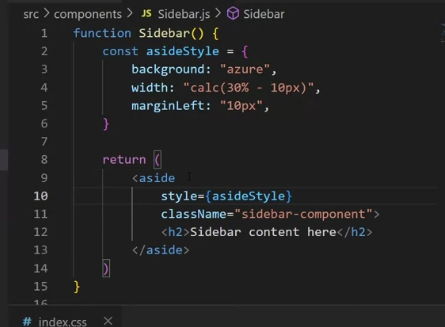 src > components > JS Sidebar.js > Sidebar
1 function Sidebar() {
2 const asideStyle = {
3 background: "azure",
4 width: "calc(30% - 10px)",
5 marginLeft: "10px",
6 }
7
8 return (
9 <aside
10 style={asideStyle}
11 className="sidebar-component">
12 <h2>Sidebar content here</h2>
13 </aside>
14 )
15 }
16
# index.css ×